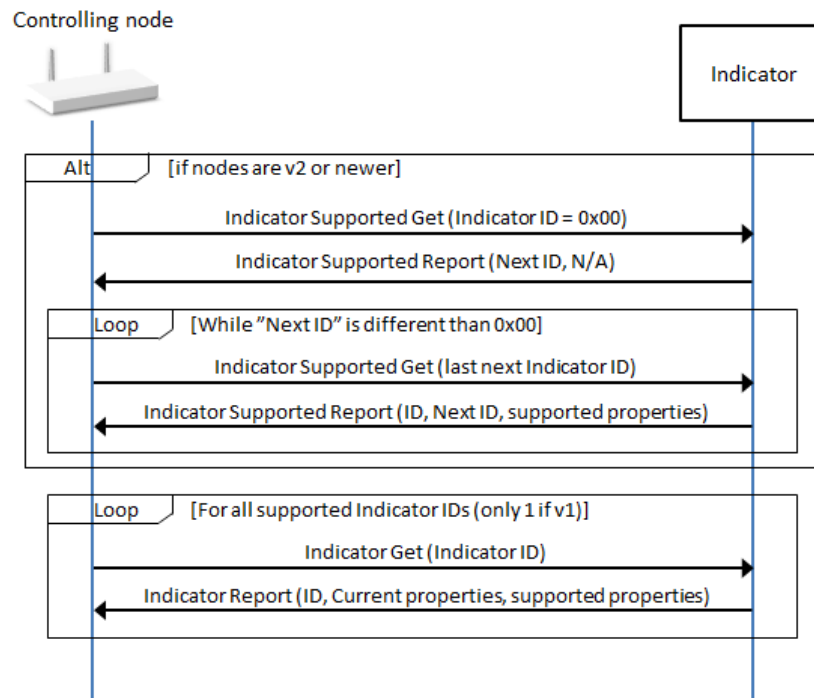 Controlling node
Indicator
Alt [if nodes are v2 or newer]
Indicator Supported Get (Indicator ID = 0x00)
Indicator Supported Report (Next ID, N/A)
Loop [While ”Next ID” is different than 0x00]
Indicator Supported Get (last next Indicator ID)
Indicator Supported Report (ID, Next ID, supported properties)
Loop [For all supported Indicator IDs (only 1 if v1)]
Indicator Get (Indicator ID)
Indicator Report (ID, Current properties, supported properties)